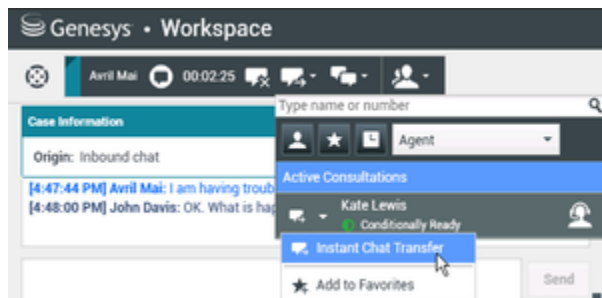 Genesys • Workspace
Avril Mai 00:02:25
Type name or number
Case Information
Agent
Origin: Inbound chat
Active Consultations
[4:47:44 PM] Avril Mai: I am having troub
[4:48:00 PM] John Davis: OK. What is hap
Kate Lewis
Conditionally Ready
Instant Chat Transfer
Add to Favorites
Send